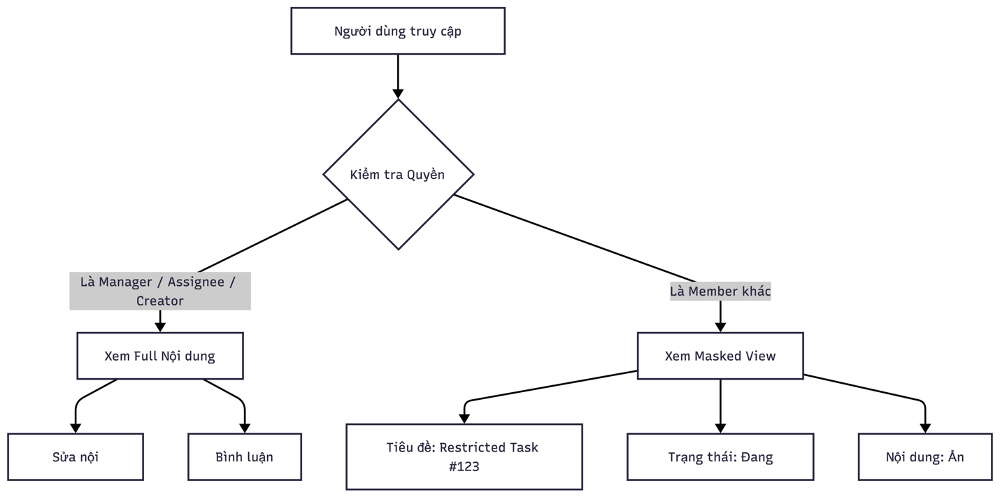 Người dùng truy cập
Kiểm tra Quyền
Là Manager / Assignee /
Creator
Là Member khác
Xem Full Nội dung
Xem Masked View
Sửa nội
Bình luận
Tiêu đề: Restricted Task
#123
Trạng thái: Đang
Nội dung: Ẩn